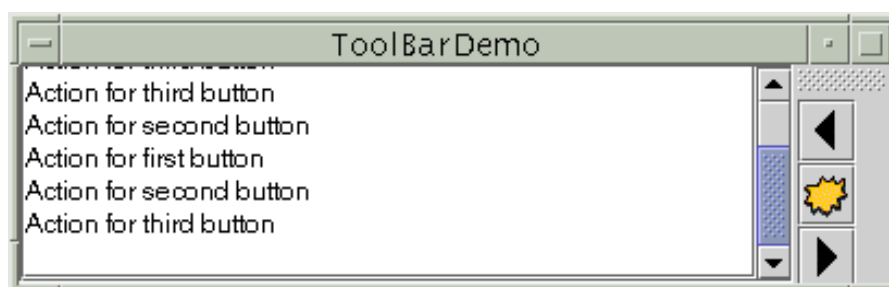 ToolBarDemo
Action for third button
Action for second button
Action for first button
Action for second button
Action for third button